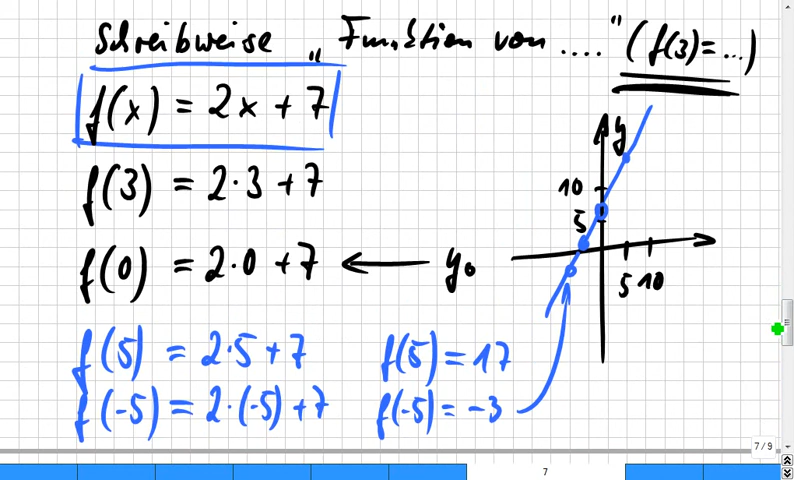 Schreibweise „Funktion von ...." (f(3)=...)
f(x) = 2x + 7
f(3) = 2·3 + 7
f(0) = 2·0 + 7 ← y₀
f(5) = 2·5 + 7 f(5) = 17
f(-5) = 2·(-5) + 7 f(-5) = -3
y
10
5
5 10
7 / 9
7